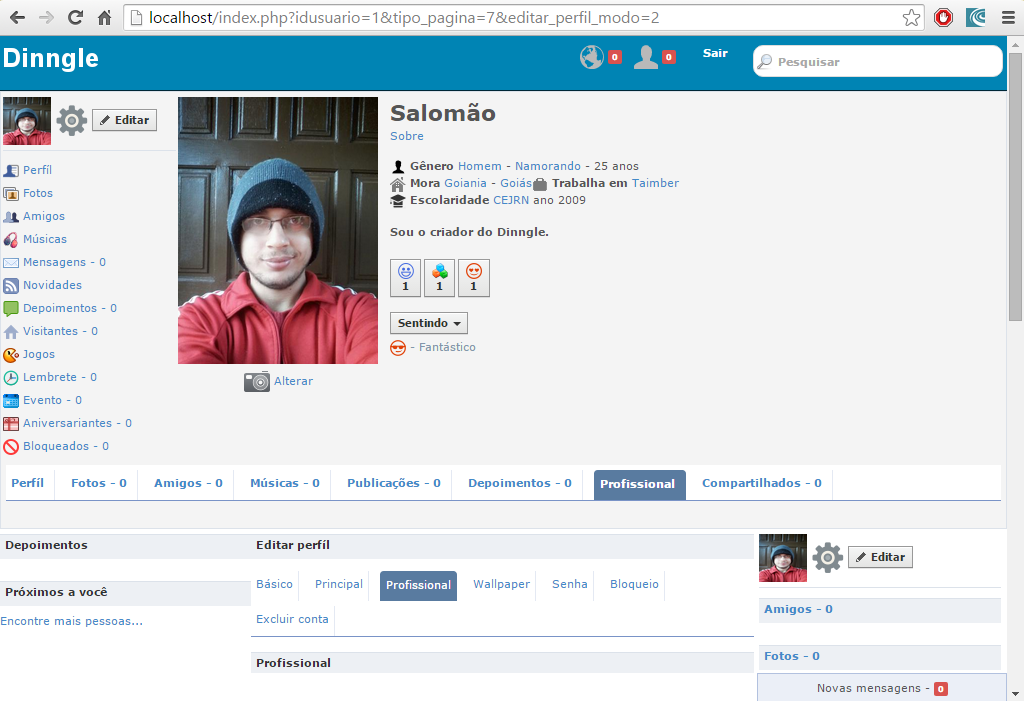 localhost/index.php?idusuario=1&tipo_pagina=7&editar_perfil_modo=2
Dinngle
0
0
Sair
Pesquisar
Editar
Perfíl
Fotos
Amigos
Músicas
Mensagens - 0
Novidades
Depoimentos - 0
Visitantes - 0
Jogos
Lembrete - 0
Evento - 0
Aniversariantes - 0
Bloqueados - 0
Alterar
Salomão
Sobre
Gênero Homem - Namorando - 25 anos
Mora Goiania - Goiás Trabalha em Taimber
Escolaridade CEJRN ano 2009
Sou o criador do Dinngle.
1 1 1
Sentindo
- Fantástico
Perfíl Fotos - 0 Amigos - 0 Músicas - 0 Publicações - 0 Depoimentos - 0 Profissional Compartilhados - 0
Depoimentos
Próximos a você
Encontre mais pessoas...
Editar perfíl
Básico Principal Profissional Wallpaper Senha Bloqueio
Excluir conta
Profissional
Editar
Amigos - 0
Fotos - 0
Novas mensagens - 0